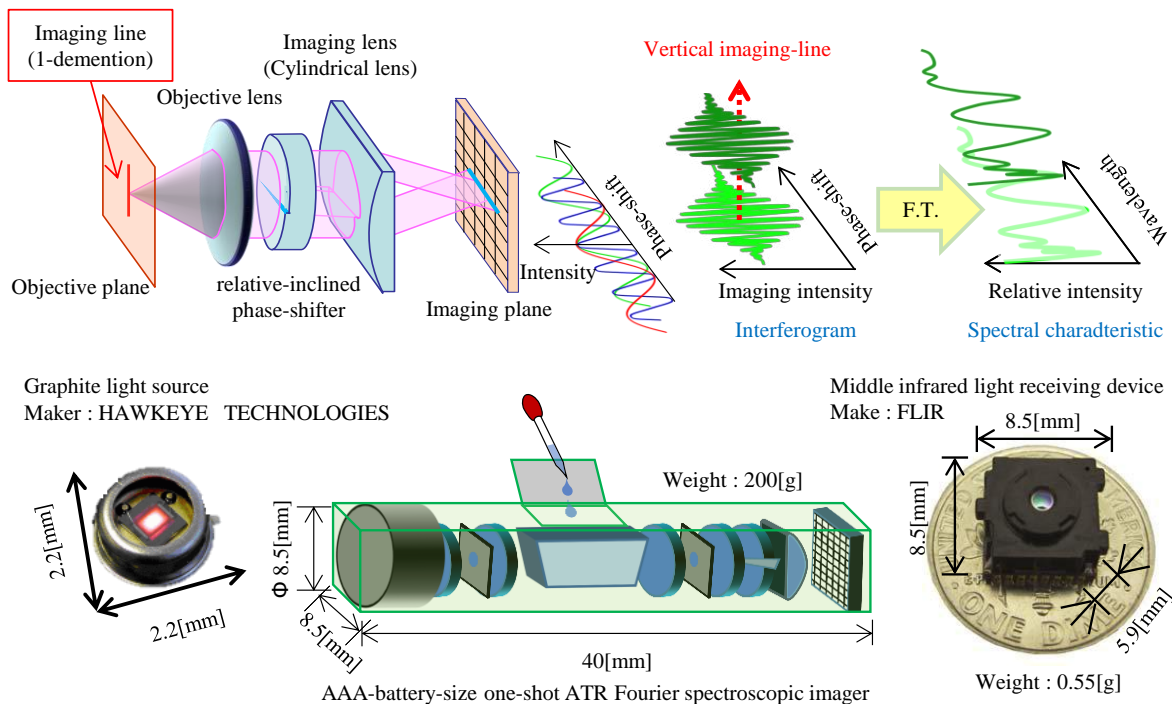 Imaging line
(1-demention)
Imaging lens
(Cylindrical lens)
Objective lens
Objective plane
relative-inclined
phase-shifter
Imaging plane
Intensity
Phase-shift
Vertical imaging-line
Phase-shift
Imaging intensity
Interferogram
F.T.
Wavelength
Relative intensity
Spectral charadteristic
Graphite light source
Maker : HAWKEYE TECHNOLOGIES
2.2[mm]
2.2[mm]
Weight : 200[g]
Φ 8.5[mm]
8.5[mm]
40[mm]
AAA-battery-size one-shot ATR Fourier spectroscopic imager
Middle infrared light receiving device
Make : FLIR
8.5[mm]
8.5[mm]
5.9[mm]
ONE DIME
Weight : 0.55[g]